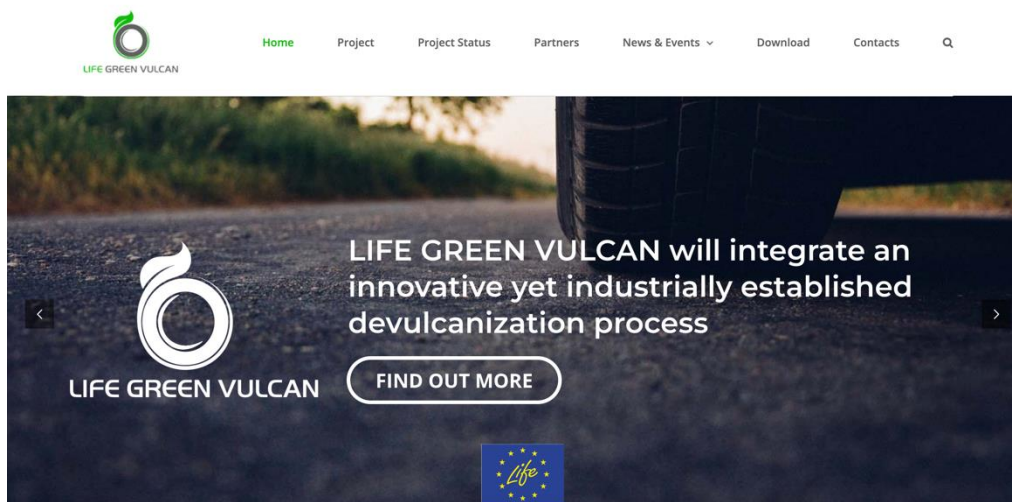 LIFE GREEN VULCAN
Home Project Project Status Partners News & Events Download Contacts
LIFE GREEN VULCAN will integrate an
innovative yet industrially established
devulcanization process
FIND OUT MORE
LIFE GREEN VULCAN
Life